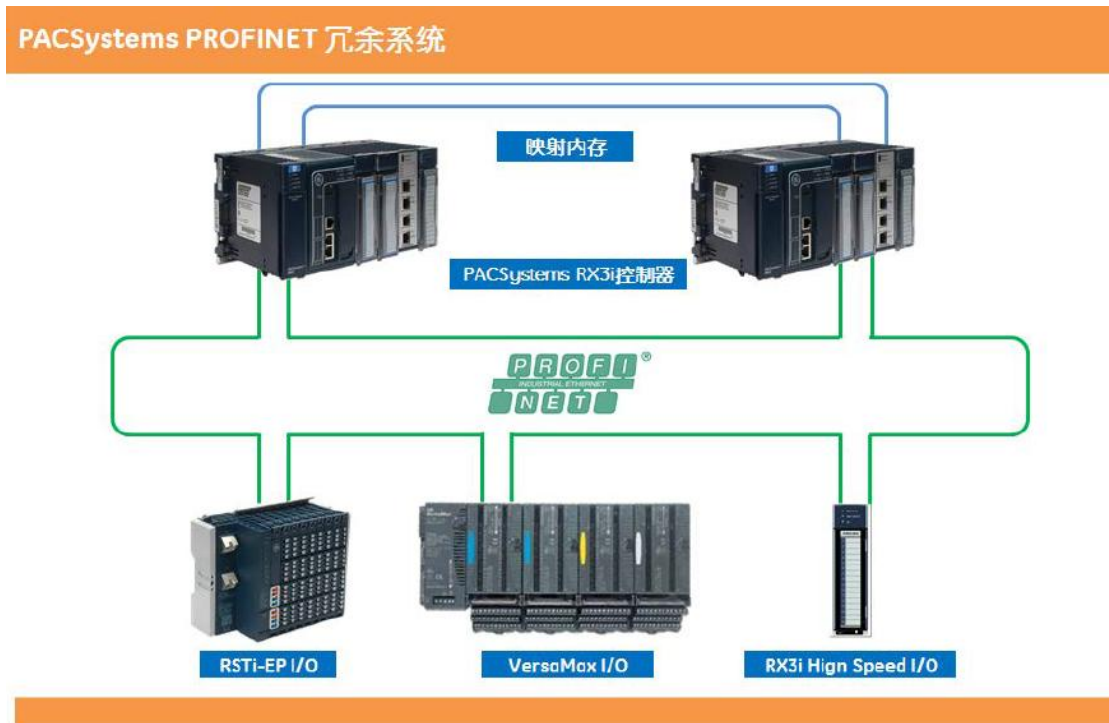 PACSystems PROFINET 冗余系统
映射内存
PACSystems RX3i控制器
PROFI®
INDUSTRIAL ETHERNET
NET
RSTi-EP I/O
VersaMax I/O
RX3i Hign Speed I/O